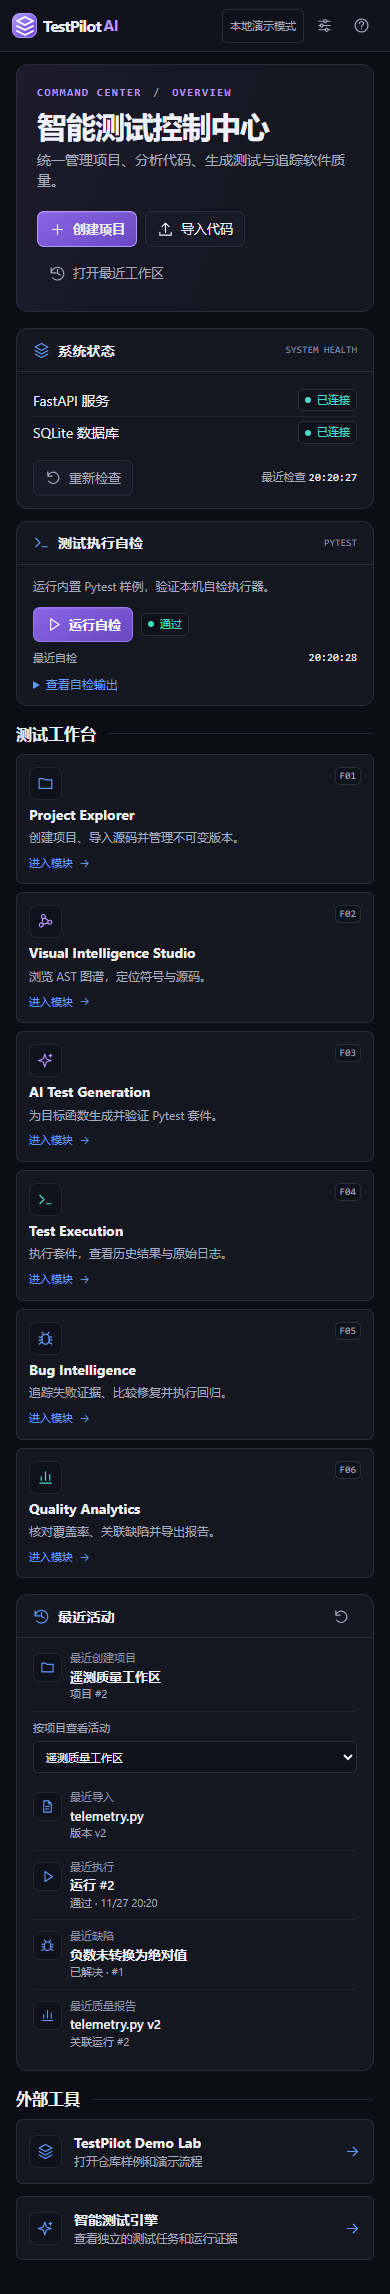 TestPilot AI
本地演示模式
COMMAND CENTER / OVERVIEW
智能测试控制中心
统一管理项目、分析代码、生成测试与追踪软件质
量。
创建项目
导入代码
打开最近工作区
系统状态
SYSTEM HEALTH
FastAPI 服务
已连接
SQLite 数据库
已连接
重新检查
最近检查 20:20:27
测试执行自检
PYTEST
运行内置 Pytest 样例，验证本机自检执行器。
运行自检
通过
最近自检
20:20:28
查看自检输出
测试工作台
F01
Project Explorer
创建项目、导入源码并管理不可变版本。
进入模块
F02
Visual Intelligence Studio
浏览 AST 图谱，定位符号与源码。
进入模块
F03
AI Test Generation
为目标函数生成并验证 Pytest 套件。
进入模块
F04
Test Execution
执行套件，查看历史结果与原始日志。
进入模块
F05
Bug Intelligence
追踪失败证据、比较修复并执行回归。
进入模块
F06
Quality Analytics
核对覆盖率、关联缺陷并导出报告。
进入模块
最近活动
最近创建项目
遥测质量工作区
项目 #2
按项目查看活动
遥测质量工作区
最近导入
telemetry.py
版本 v2
最近执行
运行 #2
通过 · 11/27 20:20
最近缺陷
负数未转换为绝对值
已解决 · #1
最近质量报告
telemetry.py v2
关联运行 #2
外部工具
TestPilot Demo Lab
打开仓库样例和演示流程
智能测试引擎
查看独立的测试任务和运行证据